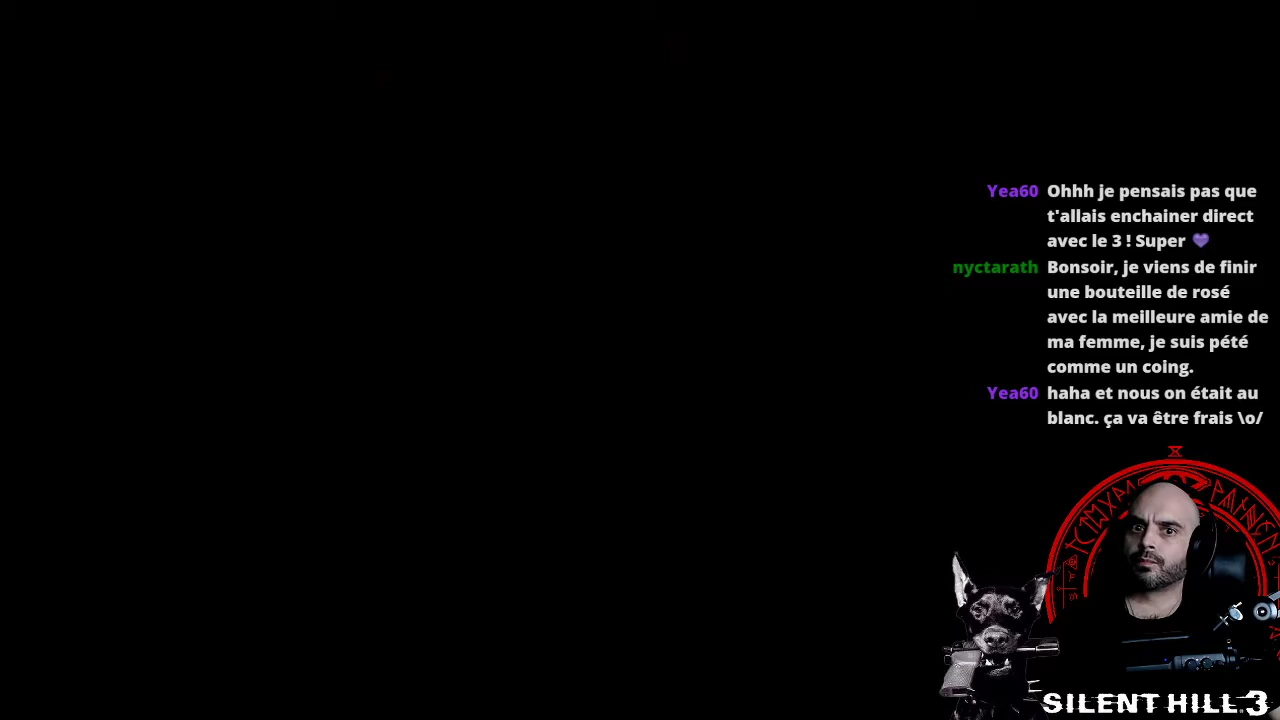 Yea60 Ohhh je pensais pas que
t'allais enchainer direct
avec le 3 ! Super 💜
nyctarath Bonsoir, je viens de finir
une bouteille de rosé
avec la meilleure amie de
ma femme, je suis pété
comme un coing.
Yea60 haha et nous on était au
blanc. ça va être frais \o/
SILENT HILL 3